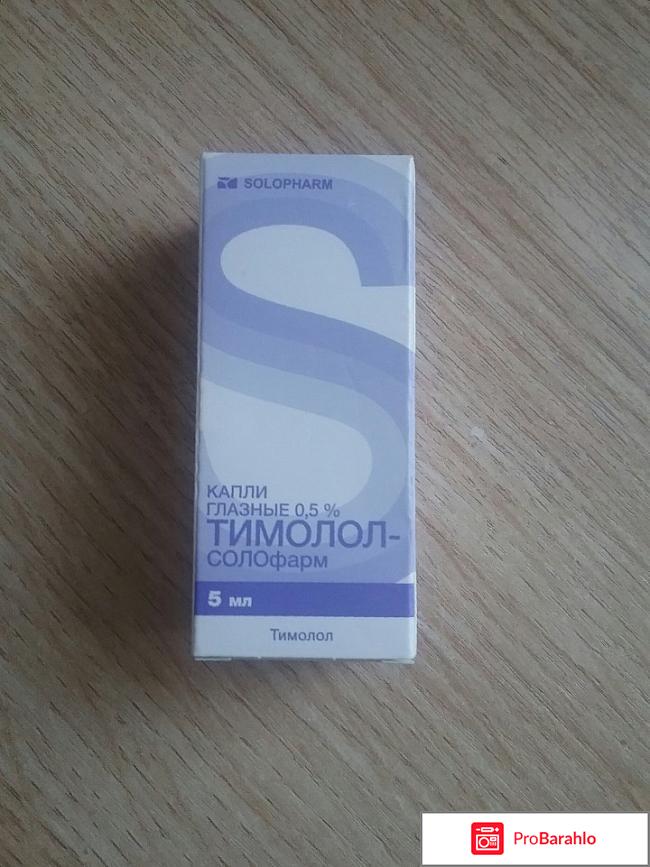 SOLOPHARM
КАПЛИ
ГЛАЗНЫЕ 0,5 %
ТИМОЛОЛ-
СОЛОфарм
5 мл
Тимолол
ProBarahlo